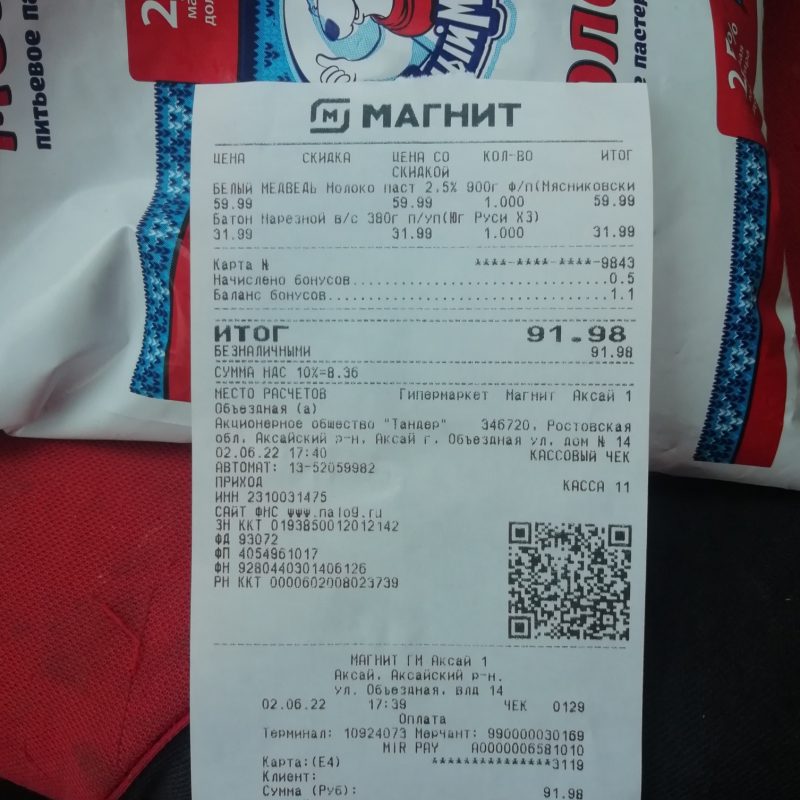 питьевое
2,5%
МАГНИТ
ЦЕНА СКИДКА ЦЕНА СО КОЛ-ВО ИТОГ
СКИДКОЙ
БЕЛЫЙ МЕДВЕДЬ Молоко паст 2,5% 900г ф/п(Мясниковски
59.99 59.99 1.000 59.99
Батон Нарезной в/с 380г п/уп(Юг Руси ХЗ)
31.99 31.99 1.000 31.99
Карта № ****-****-****-9843
Начислено бонусов...............................0.5
Баланс бонусов..................................1.1
ИТОГ 91.98
БЕЗНАЛИЧНЫМИ 91.98
СУММА НДС 10%=8.36
МЕСТО РАСЧЕТОВ Гипермаркет Магнит Аксай 1
Объездная (а)
Акционерное общество "Тандер" 346720, Ростовская
обл, Аксайский р-н, Аксай г, Объездная ул, дом № 14
02.06.22 17:40 КАССОВЫЙ ЧЕК
АВТОМАТ: 13-52059982
ПРИХОД КАССА 11
ИНН 2310031475
САЙТ ФНС www.nalog.ru
ЗН ККТ 01938500120 12142
ФД 93072
ФП 4054961017
ФН 9280440301406126
РН ККТ 0000602008023739
МАГНИТ ГМ Аксай 1
Аксай, Аксайский р-н,
ул. Объездная, влд 14
02.06.22 17:39 ЧЕК 0129
Оплата
Терминал: 10924073 Мерчант: 990000030169
MIR PAY A0000006581010
Карта:(E4) ***************3119
Клиент:
Сумма (Руб): 91.98